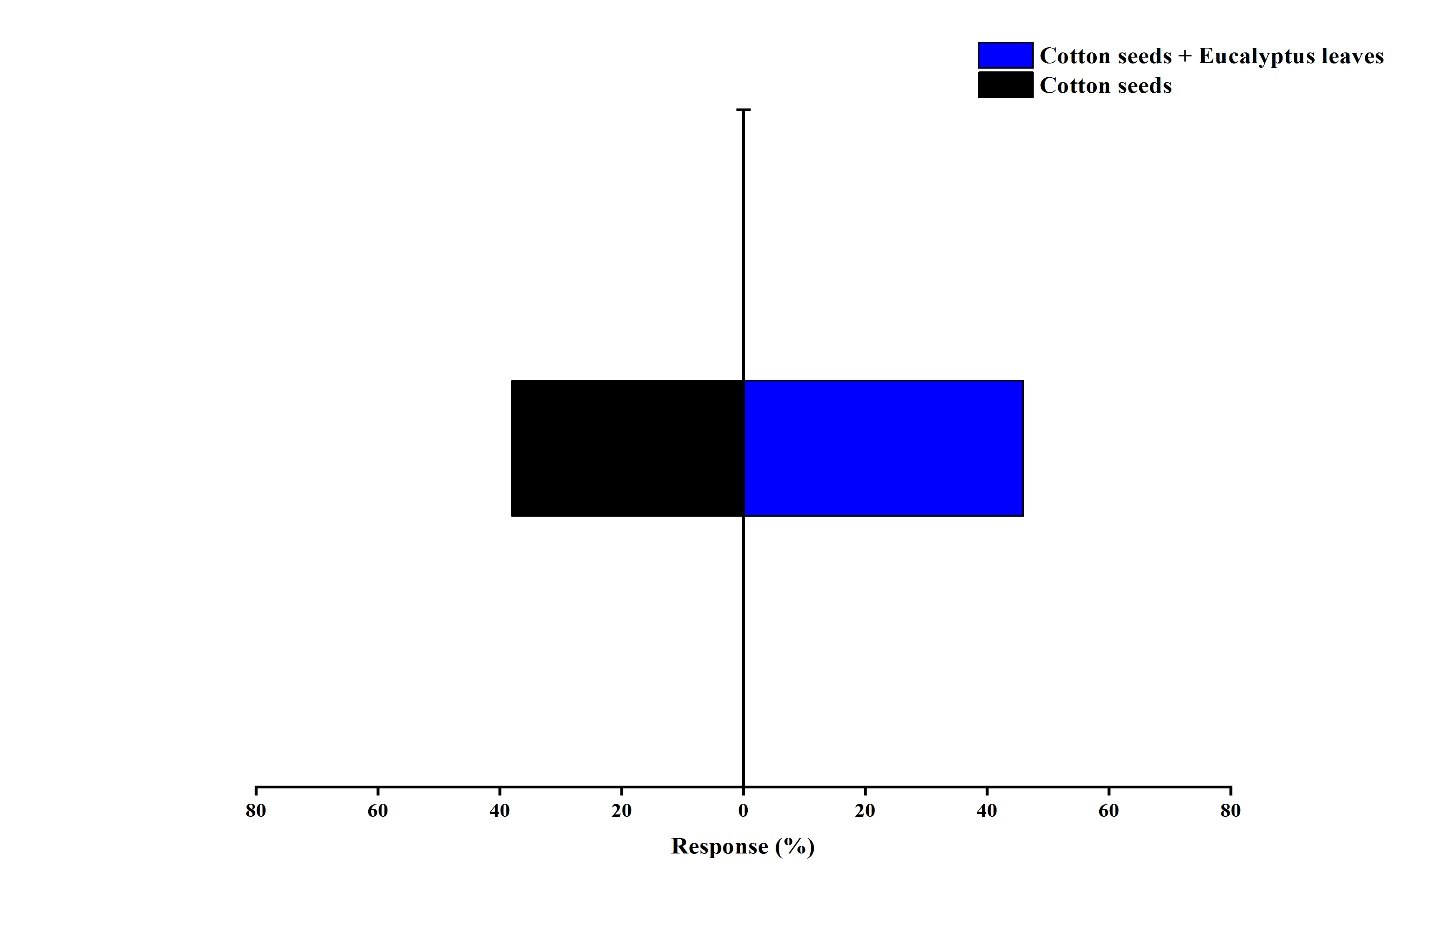 Cotton seeds + Eucalyptus leaves
Cotton seeds
80 60 40 20 0 20 40 60 80
Response (%)